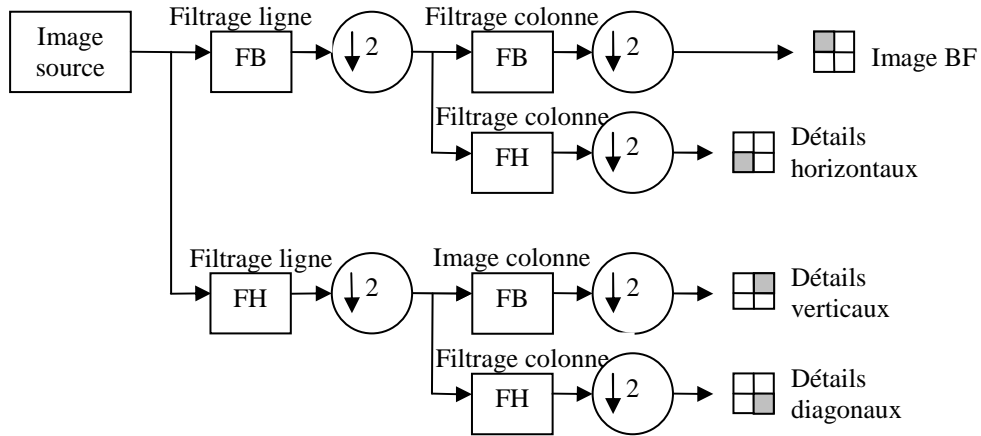 Filtrage ligne
Filtrage colonne
Image
source
FB
2
FB
2
Image BF
Filtrage colonne
FH
2
Détails
horizontaux
Filtrage ligne
Image colonne
FH
2
FB
2
Détails
verticaux
Filtrage colonne
FH
2
Détails
diagonaux